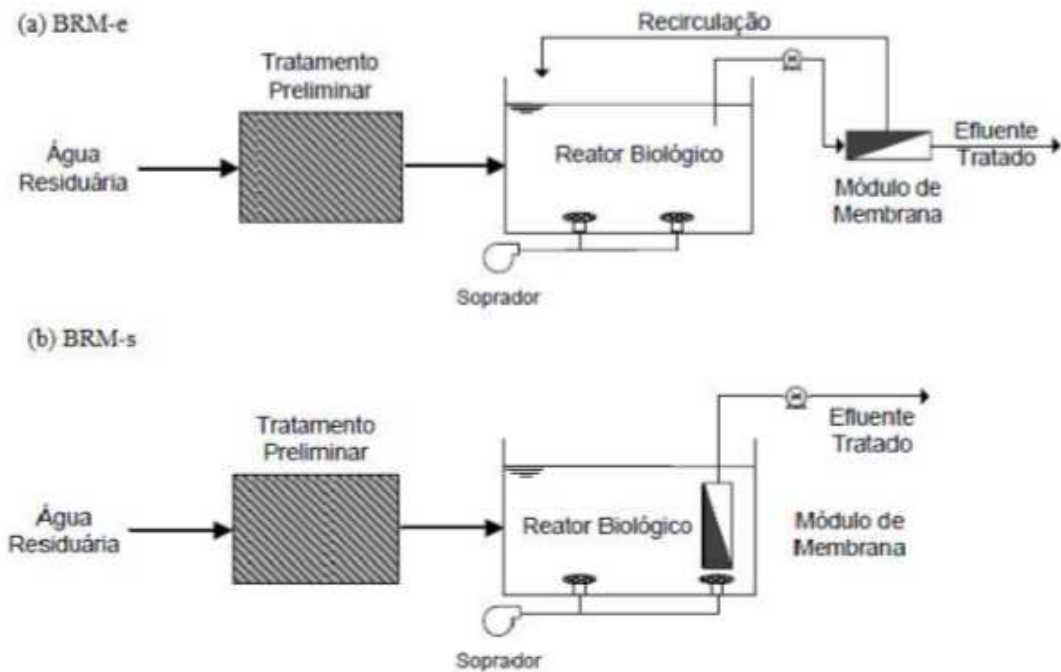 (a) BRM-e
Recirculação
Tratamento
Preliminar
Água
Residuária
Reator Biológico
Efluente
Tratado
Módulo de
Membrana
Soprador
(b) BRM-s
Tratamento
Preliminar
Efluente
Tratado
Água
Residuária
Reator Biológico
Módulo de
Membrana
Soprador